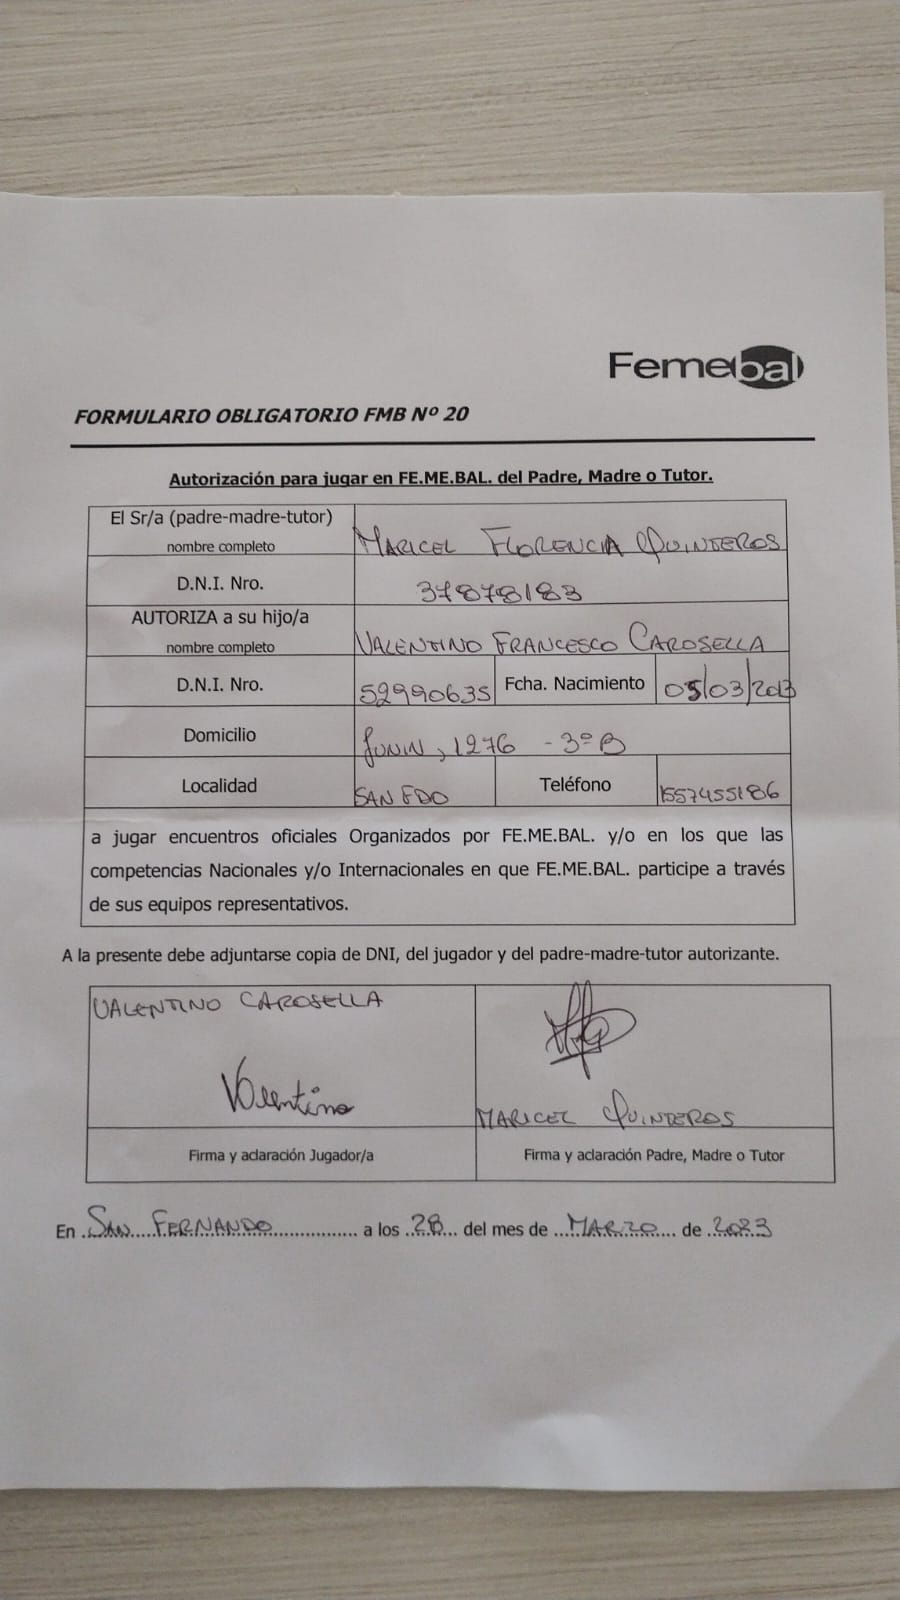 Femebal
FORMULARIO OBLIGATORIO FMB Nº 20
Autorización para jugar en FE.ME.BAL. del Padre, Madre o Tutor.
El Sr/a (padre-madre-tutor)
nombre completo
MARICEL FLORENCIA QUINTEROS
D.N.I. Nro.
37878183
AUTORIZA a su hijo/a
nombre completo
VALENTINO FRANCESCO CAROSELLA
D.N.I. Nro. 52990635 Fcha. Nacimiento 05/03/2013
Domicilio JUNIN, 1276 - 3º B
Localidad SAN FDO Teléfono 1557455186
a jugar encuentros oficiales Organizados por FE.ME.BAL. y/o en los que las
competencias Nacionales y/o Internacionales en que FE.ME.BAL. participe a través
de sus equipos representativos.
A la presente debe adjuntarse copia de DNI, del jugador y del padre-madre-tutor autorizante.
VALENTINO CAROSELLA
Valentino
MARICEL QUINTEROS
Firma y aclaración Jugador/a Firma y aclaración Padre, Madre o Tutor
En SAN FERNANDO a los 28 del mes de MARZO de 2023